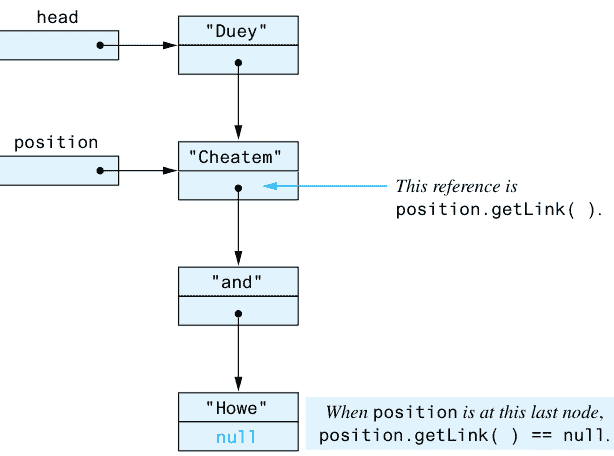 head
"Duey"
position
"Cheatem"
This reference is
position.getLink( ).
"and"
"Howe"
null
When position is at this last node,
position.getLink( ) == null.